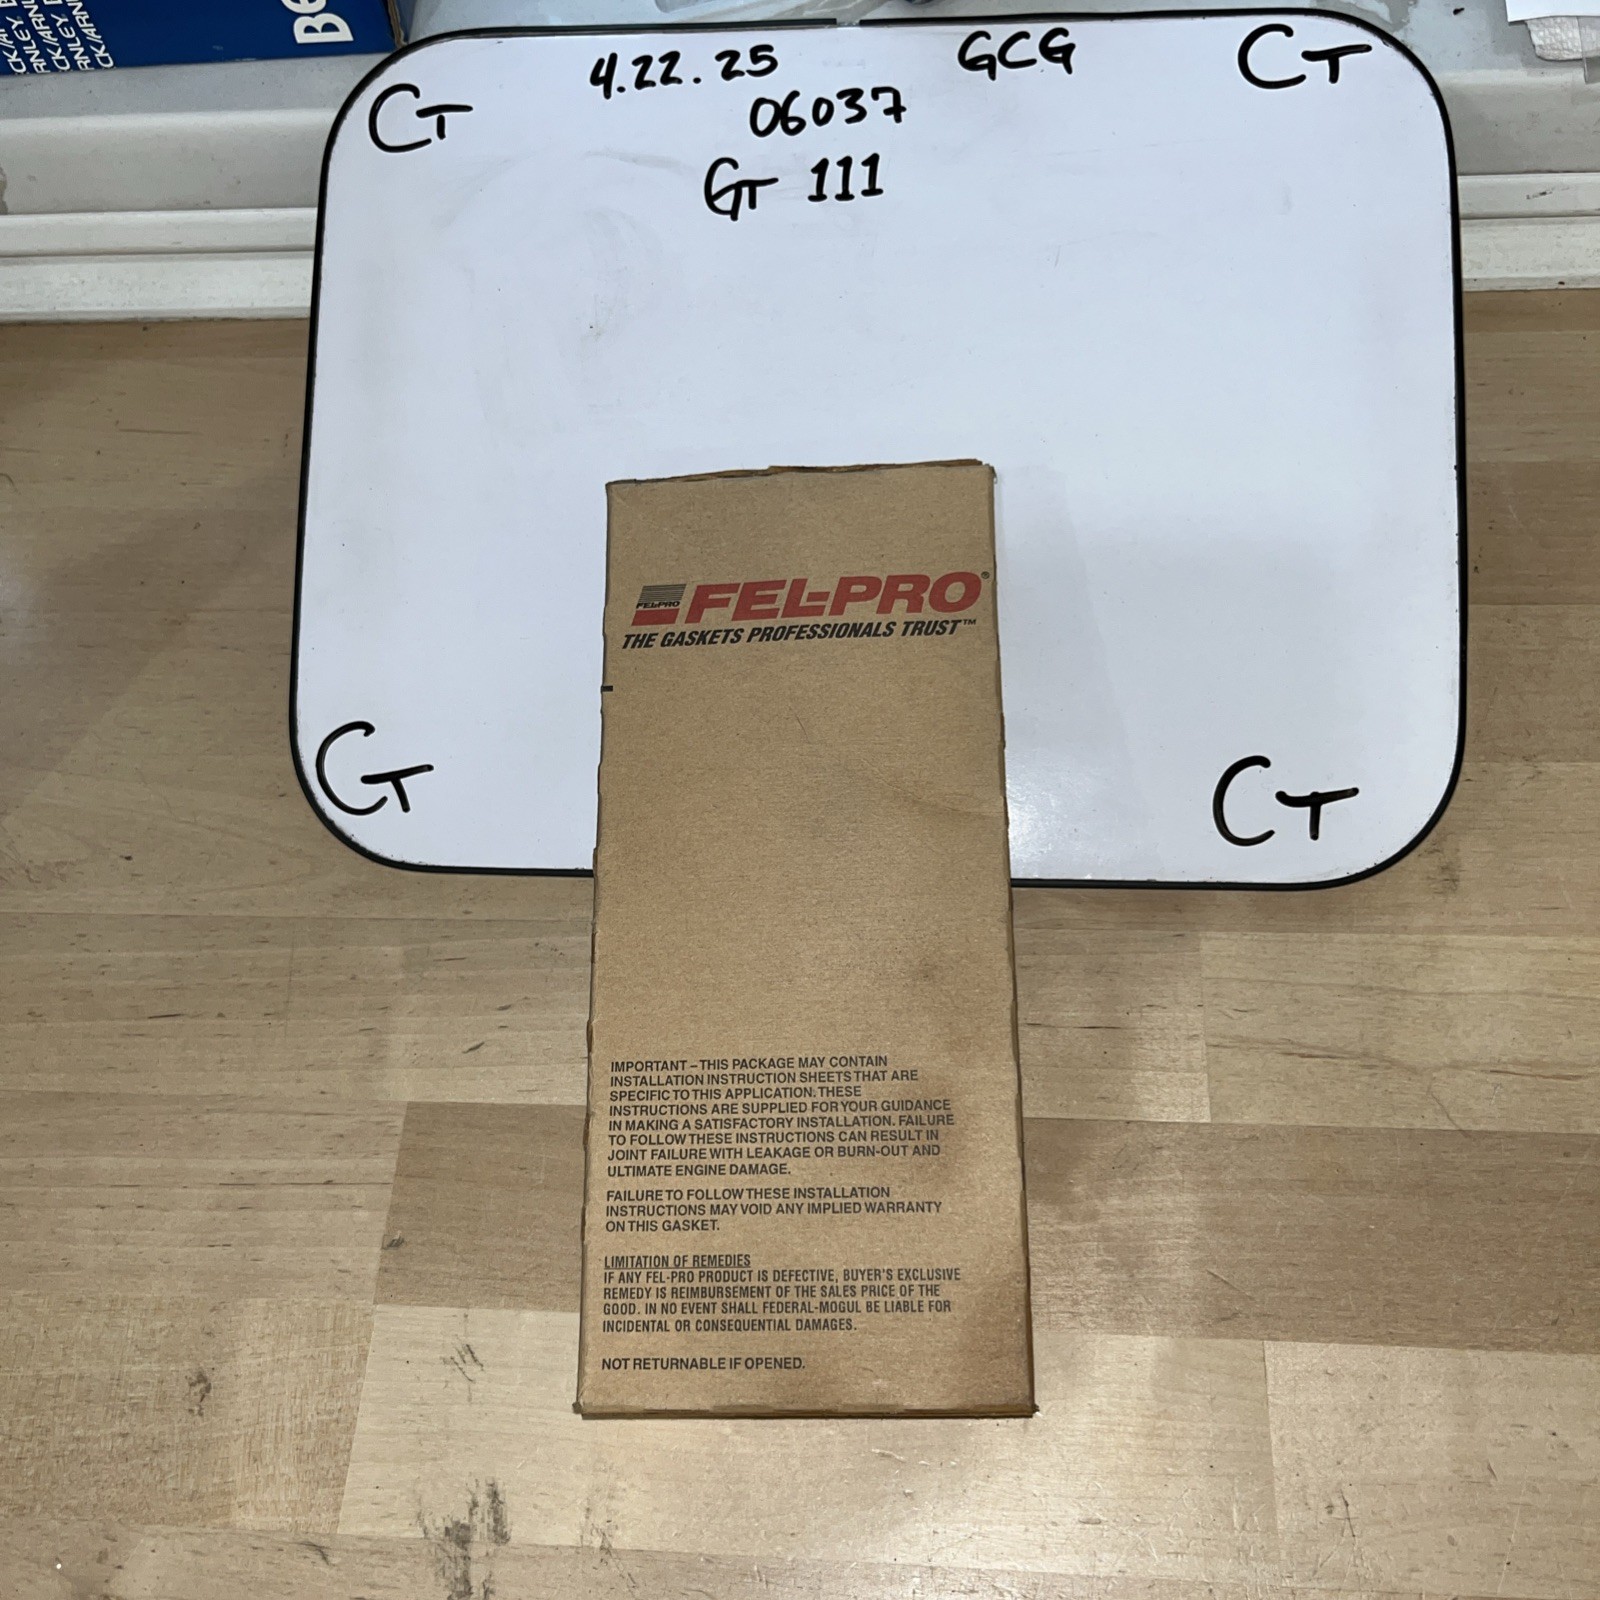 4.22.25
GCG
CT
CT
06037
GT 111
FEL-PRO
FEL-PRO®
THE GASKETS PROFESSIONALS TRUST™
CT
CT
IMPORTANT – THIS PACKAGE MAY CONTAIN
INSTALLATION INSTRUCTION SHEETS THAT ARE
SPECIFIC TO THIS APPLICATION. THESE
INSTRUCTIONS ARE SUPPLIED FOR YOUR GUIDANCE
IN MAKING A SATISFACTORY INSTALLATION. FAILURE
TO FOLLOW THESE INSTRUCTIONS CAN RESULT IN
JOINT FAILURE WITH LEAKAGE OR BURN-OUT AND
ULTIMATE ENGINE DAMAGE.
FAILURE TO FOLLOW THESE INSTALLATION
INSTRUCTIONS MAY VOID ANY IMPLIED WARRANTY
ON THIS GASKET.
LIMITATION OF REMEDIES
IF ANY FEL-PRO PRODUCT IS DEFECTIVE, BUYER'S EXCLUSIVE
REMEDY IS REIMBURSEMENT OF THE SALES PRICE OF THE
GOOD. IN NO EVENT SHALL FEDERAL-MOGUL BE LIABLE FOR
INCIDENTAL OR CONSEQUENTIAL DAMAGES.
NOT RETURNABLE IF OPENED.